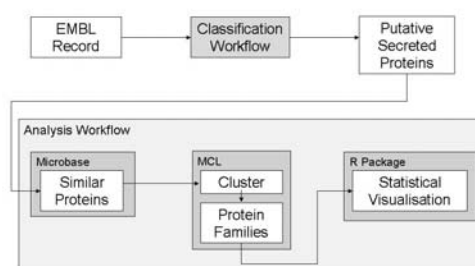 EMBL
Record
Classification
Workflow
Putative
Secreted
Proteins
Analysis Workflow
Microbase
Similar
Proteins
MCL
Cluster
Protein
Families
R Package
Statistical
Visualisation